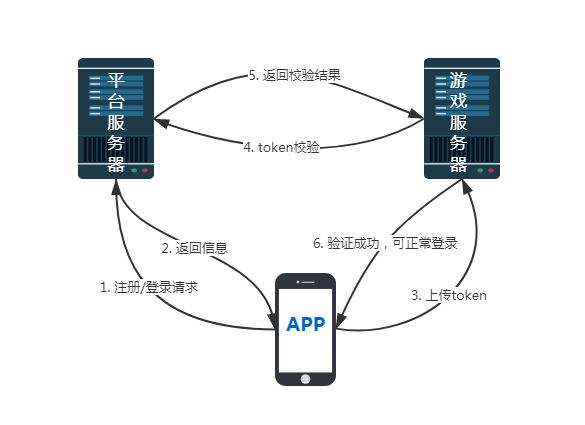 平台服务器
游戏服务器
5. 返回校验结果
4. token校验
2. 返回信息
6. 验证成功，可正常登录
1. 注册/登录请求
3. 上传token
APP